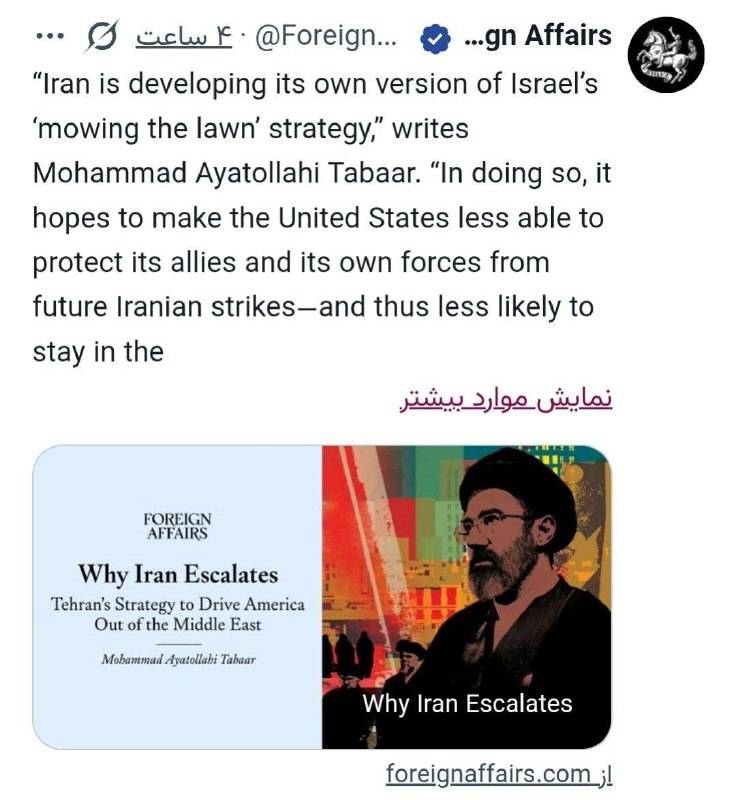 ...gn Affairs @Foreign... · ۴ ساعت
“Iran is developing its own version of Israel’s
‘mowing the lawn’ strategy,” writes
Mohammad Ayatollahi Tabaar. “In doing so, it
hopes to make the United States less able to
protect its allies and its own forces from
future Iranian strikes—and thus less likely to
stay in the
نمایش موارد بیشتر
FOREIGN
AFFAIRS
Why Iran Escalates
Tehran’s Strategy to Drive America
Out of the Middle East
Mohammad Ayatollahi Tabaar
Why Iran Escalates
از foreignaffairs.com